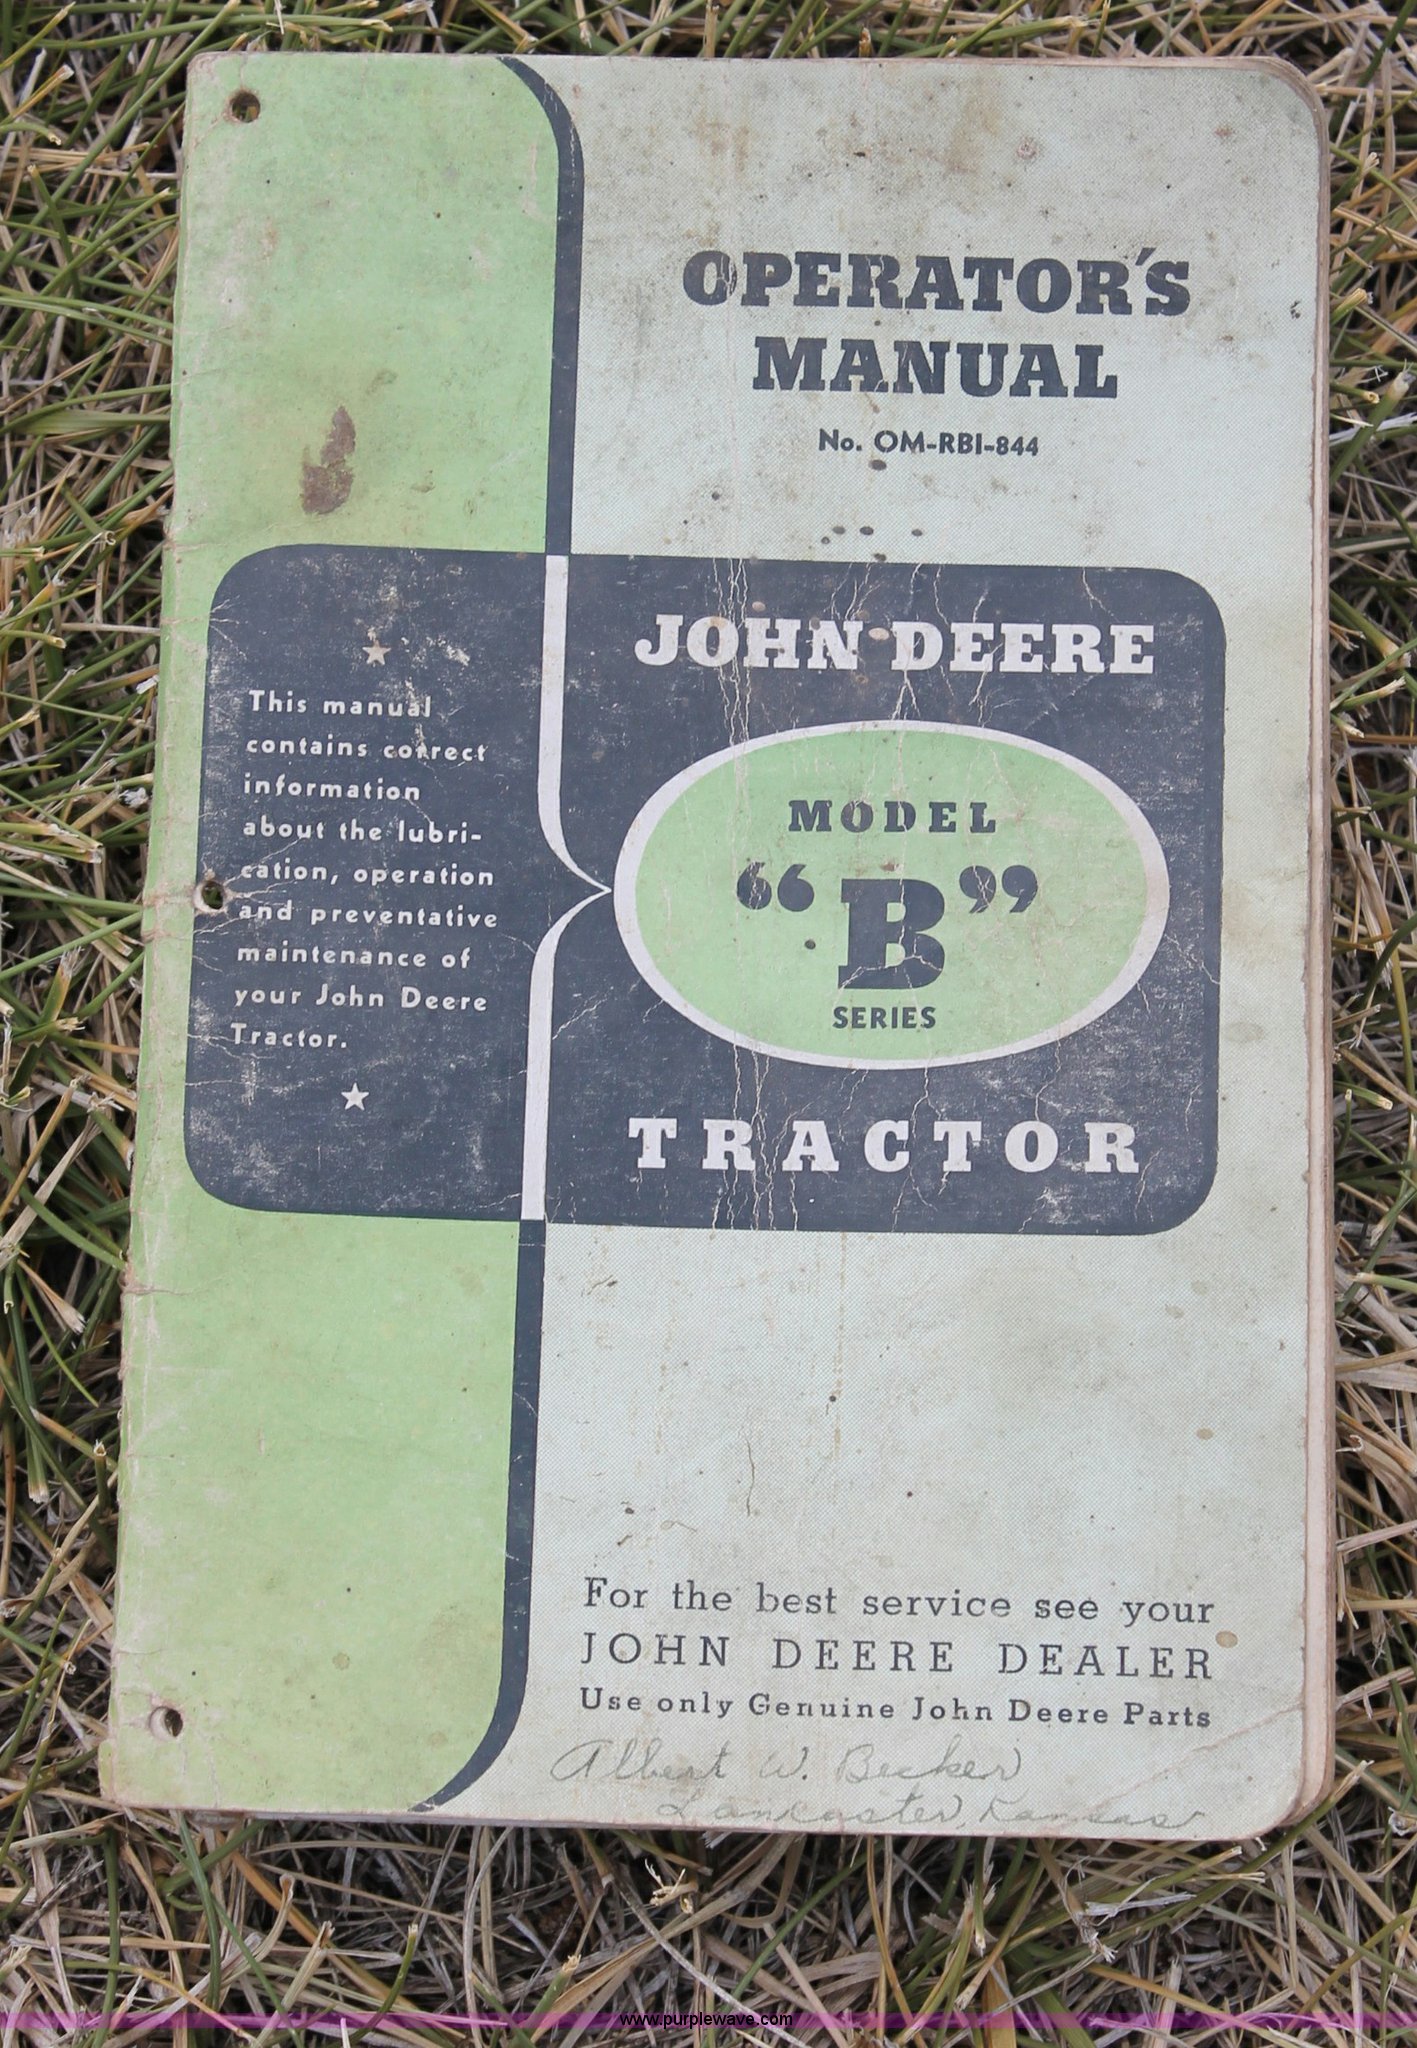 OPERATOR'S
MANUAL
No. OM-RBI-844
This manual
contains correct
information
about the lubri-
cation, operation
and preventative
maintenance of
your John Deere
Tractor.
JOHN DEERE
MODEL
“B”
SERIES
TRACTOR
For the best service see your
JOHN DEERE DEALER
Use only Genuine John Deere Parts
Albert W. Becker
Lancaster, Kansas
www.purplewave.com